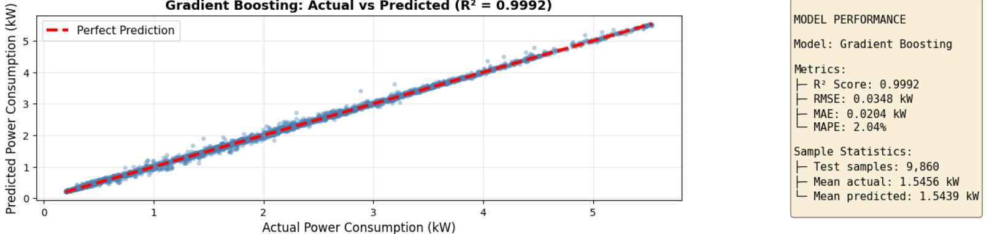 Gradient Boosting: Actual vs Predicted (R² = 0.9992)
Predicted Power Consumption (kW)
Perfect Prediction
5
4
3
2
1
0
0 1 2 3 4 5
Actual Power Consumption (kW)
MODEL PERFORMANCE
Model: Gradient Boosting
Metrics:
├─ R² Score: 0.9992
├─ RMSE: 0.0348 kW
├─ MAE: 0.0204 kW
└─ MAPE: 2.04%
Sample Statistics:
├─ Test samples: 9,860
├─ Mean actual: 1.5456 kW
└─ Mean predicted: 1.5439 kW